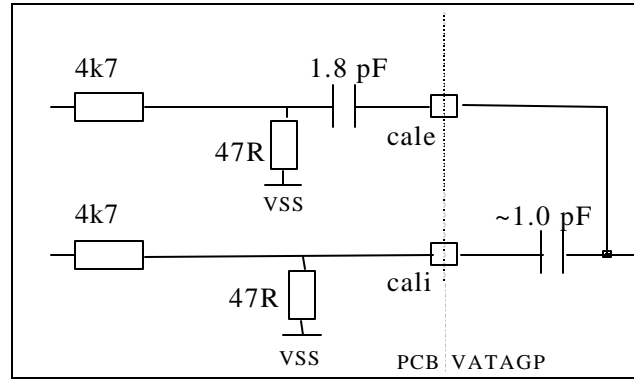 4k7
1.8 pF
cale
47R
VSS
4k7
~1.0 pF
cali
47R
VSS
PCB VATAGP